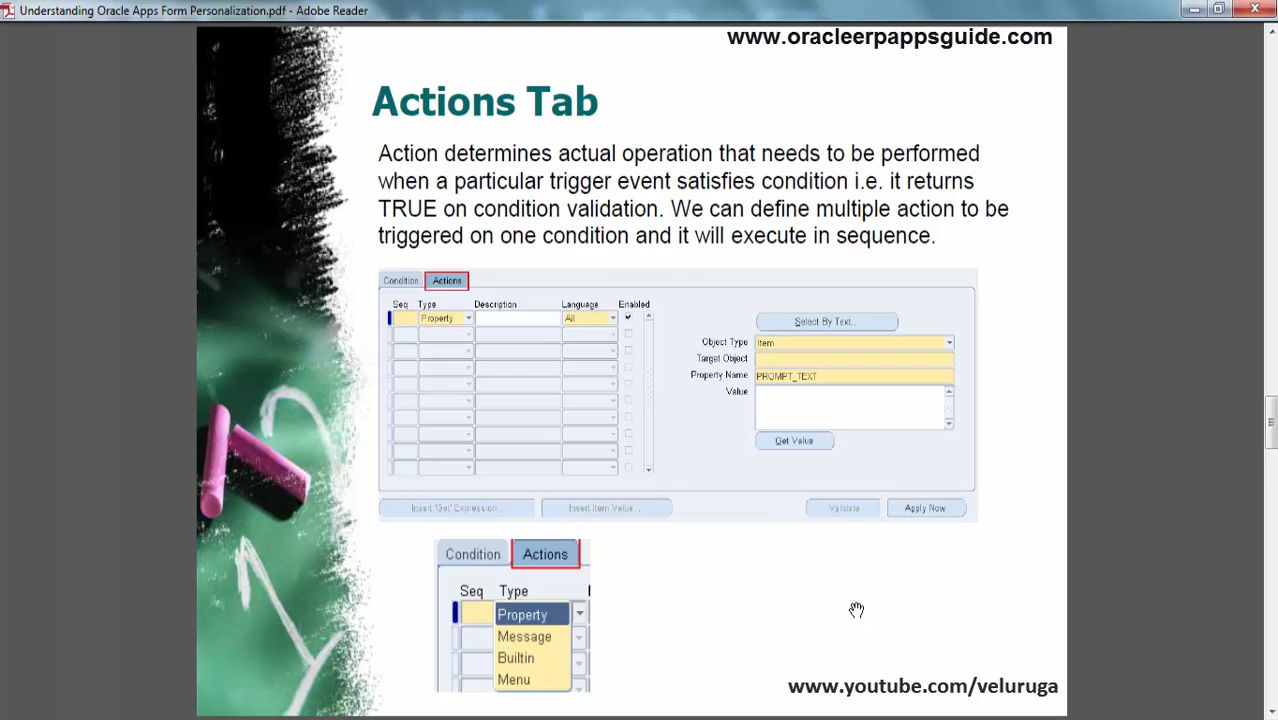 Understanding Oracle Apps Form Personalization.pdf - Adobe Reader
www.oracleerpappsguide.com
Actions Tab
Action determines actual operation that needs to be performed
when a particular trigger event satisfies condition i.e. it returns
TRUE on condition validation. We can define multiple action to be
triggered on one condition and it will execute in sequence.
Condition Actions
Seq Type Description Language Enabled
Property All
Select By Text...
Object Type Item
Target Object
Property Name PROMPT_TEXT
Value
Get Value
Insert 'Get' Expression... Insert Item Value... Validate Apply Now
Condition Actions
Seq Type
Property
Message
Builtin
Menu
www.youtube.com/veluruga